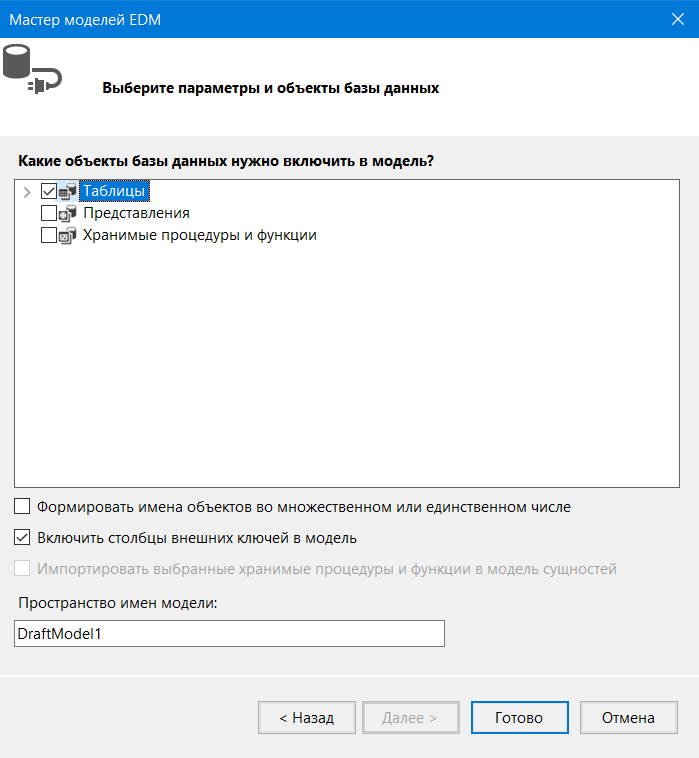 Мастер моделей EDM
Выберите параметры и объекты базы данных
Какие объекты базы данных нужно включить в модель?
Таблицы
Представления
Хранимые процедуры и функции
Формировать имена объектов во множественном или единственном числе
Включить столбцы внешних ключей в модель
Импортировать выбранные хранимые процедуры и функции в модель сущностей
Пространство имен модели:
DraftModel1
< Назад
Далее >
Готово
Отмена